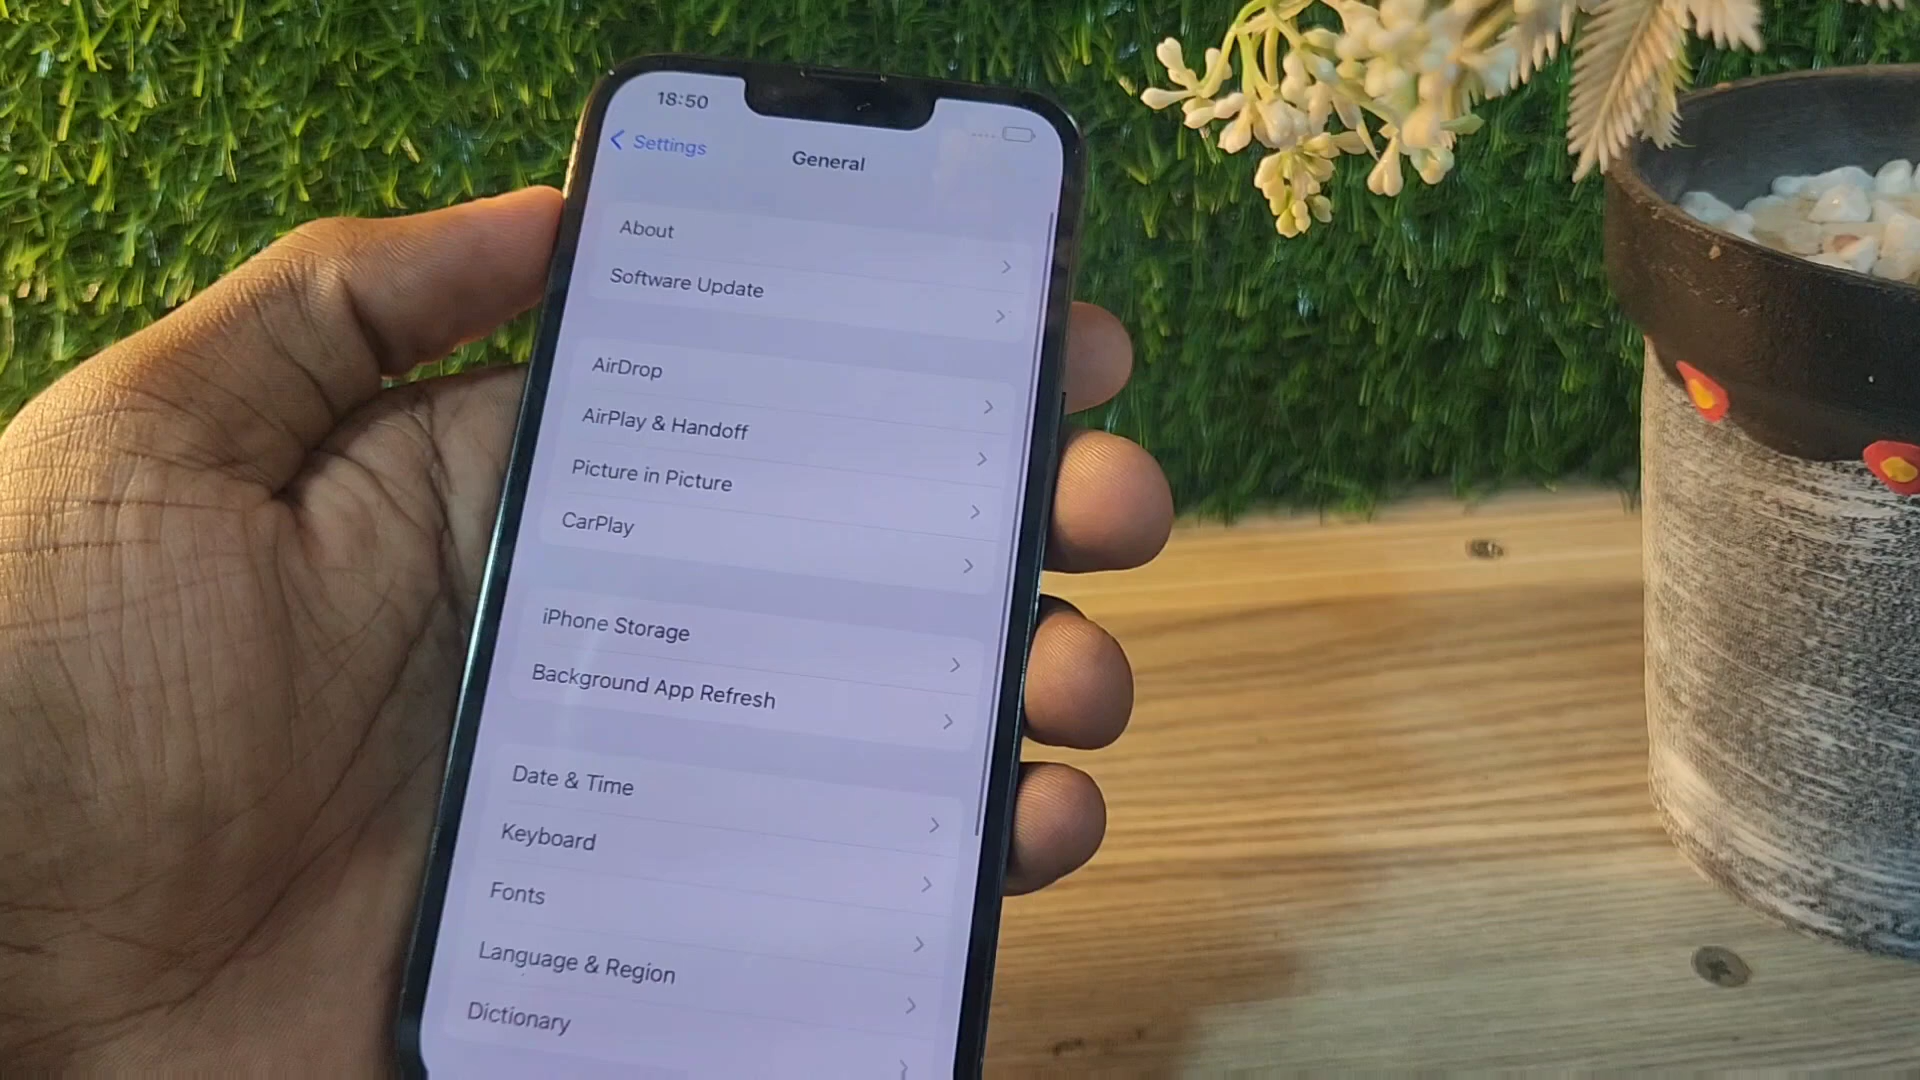 18:50
Settings
General
About
Software Update
AirDrop
AirPlay & Handoff
Picture in Picture
CarPlay
iPhone Storage
Background App Refresh
Date & Time
Keyboard
Fonts
Language & Region
Dictionary